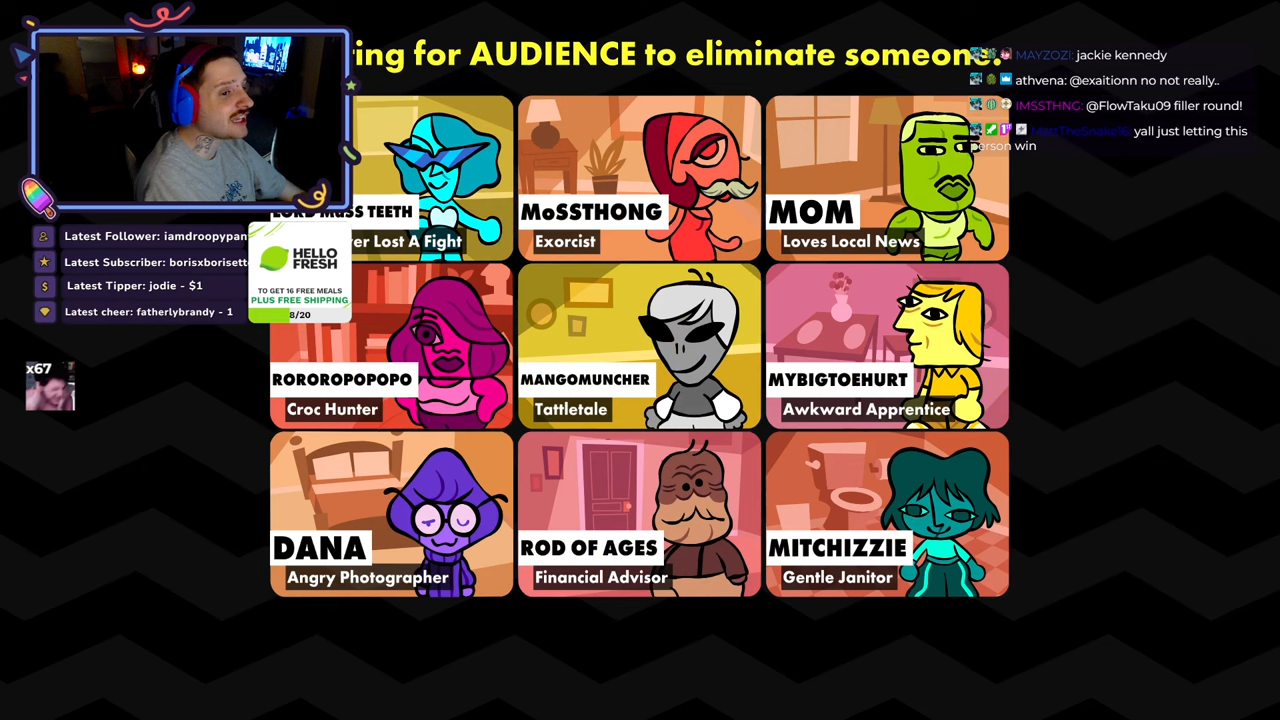 ing for AUDIENCE to eliminate someone.
MAYZOZI: jackie kennedy
athvena: @exaitionn no not really..
IMSSTHNG: @FlowTaku09 filler round!
yall just letting this
person win
TEETH
er Lost A Fight
MoSSTHONG
Exorcist
MOM
Loves Local News
Latest Follower: iamdroopypan
Latest Subscriber: borisxborisett
Latest Tipper: jodie - $1
Latest cheer: fatherlybrandy - 1
HELLO
FRESH
TO GET 16 FREE MEALS
PLUS FREE SHIPPING
8/20
x67
ROROROPOPOPO
Croc Hunter
MANGOMUNCHER
Tattletale
MYBIGTOEHURT
Awkward Apprentice
DANA
Angry Photographer
ROD OF AGES
Financial Advisor
MITCHIZZIE
Gentle Janitor